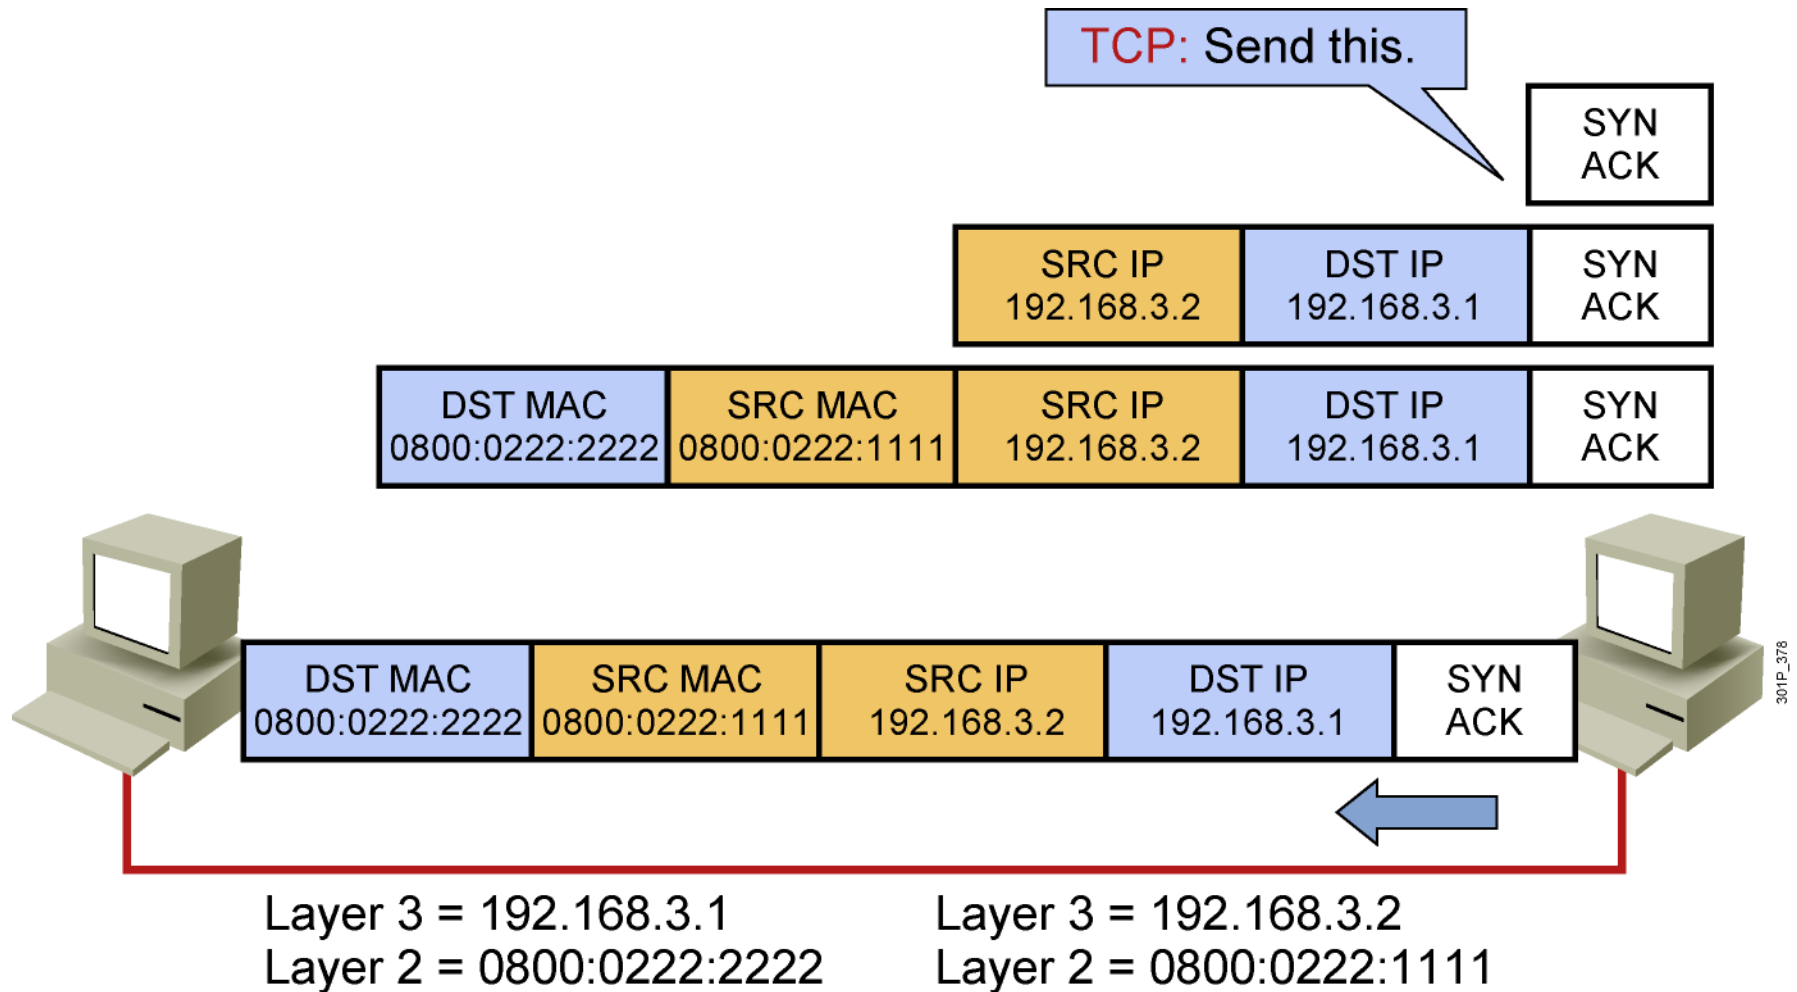 TCP: Send this.
SYN
ACK
SRC IP
192.168.3.2
DST IP
192.168.3.1
SYN
ACK
DST MAC
0800:0222:2222
SRC MAC
0800:0222:1111
SRC IP
192.168.3.2
DST IP
192.168.3.1
SYN
ACK
DST MAC
0800:0222:2222
SRC MAC
0800:0222:1111
SRC IP
192.168.3.2
DST IP
192.168.3.1
SYN
ACK
301P_378
Layer 3 = 192.168.3.1
Layer 2 = 0800:0222:2222
Layer 3 = 192.168.3.2
Layer 2 = 0800:0222:1111